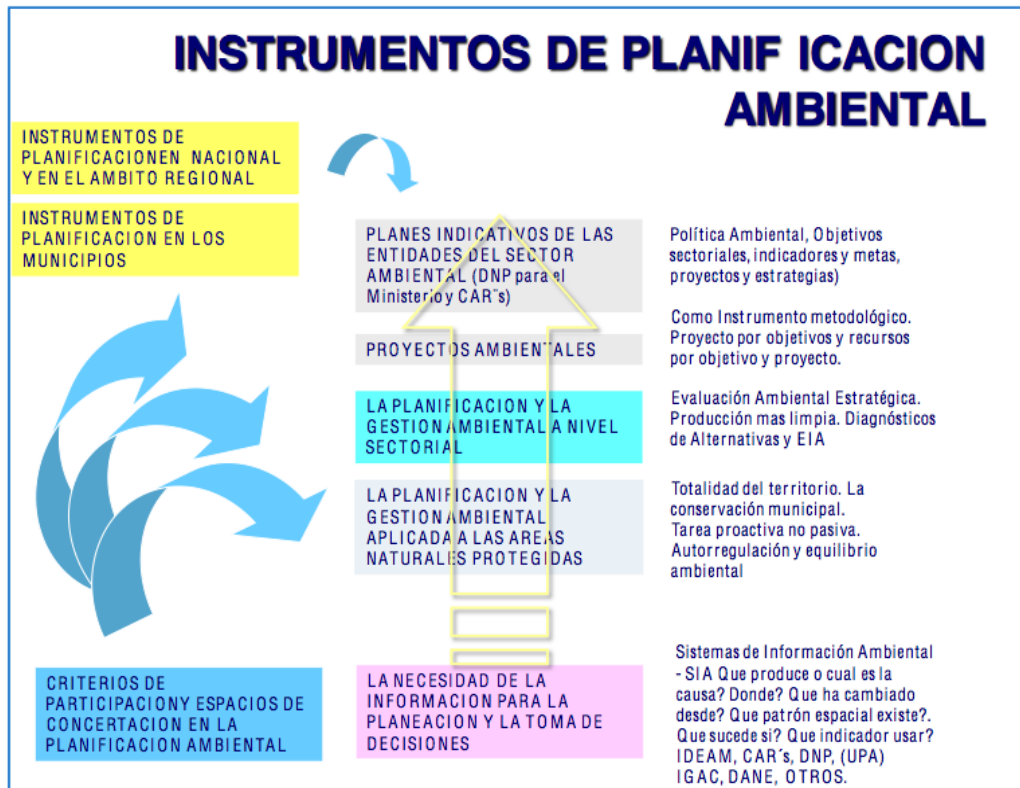 INSTRUMENTOS DE PLANIF ICACION
AMBIENTAL
INSTRUMENTOS DE
PLANIFICACIONEN NACIONAL
Y EN EL AMBITO REGIONAL
INSTRUMENTOS DE
PLANIFICACION EN LOS
MUNICIPIOS
PLANES INDICATIVOS DE LAS
ENTIDADES DEL SECTOR
AMBIENTAL (DNP para el
Ministerio y CAR¨s)
Política Ambiental, Objetivos
sectoriales, indicadores y metas,
proyectos y estrategias)
PROYECTOS AMBIENTALES
Como Instrumento metodológico.
Proyecto por objetivos y recursos
por objetivo y proyecto.
LA PLANIFICACION Y LA
GESTION AMBIENTAL A NIVEL
SECTORIAL
Evaluación Ambiental Estratégica.
Producción mas limpia. Diagnósticos
de Alternativas y EIA
LA PLANIFICACION Y LA
GESTION AMBIENTAL
APLICADA A LAS AREAS
NATURALES PROTEGIDAS
Totalidad del territorio. La
conservación municipal.
Tarea proactiva no pasiva.
Autorregulación y equilibrio
ambiental
CRITERIOS DE
PARTICIPACIONY ESPACIOS DE
CONCERTACION EN LA
PLANIFICACION AMBIENTAL
LA NECESIDAD DE LA
INFORMACION PARA LA
PLANEACION Y LA TOMA DE
DECISIONES
Sistemas de Información Ambiental
- SIA Que produce o cual es la
causa? Donde? Que ha cambiado
desde? Que patrón espacial existe?.
Que sucede si? Que indicador usar?
IDEAM, CAR´s, DNP, (UPA)
IGAC, DANE, OTROS.